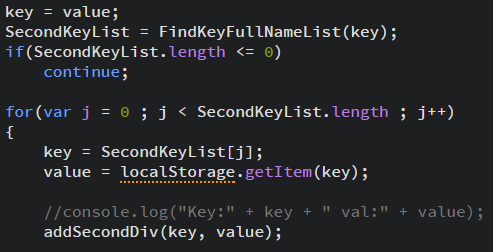 key = value;
SecondKeyList = FindKeyFullNameList(key);
if(SecondKeyList.length <= 0)
    continue;

for(var j = 0 ; j < SecondKeyList.length ; j++)
{
    key = SecondKeyList[j];
    value = localStorage.getItem(key);

    //console.log("Key:" + key + " val:" + value);
    addSecondDiv(key, value);